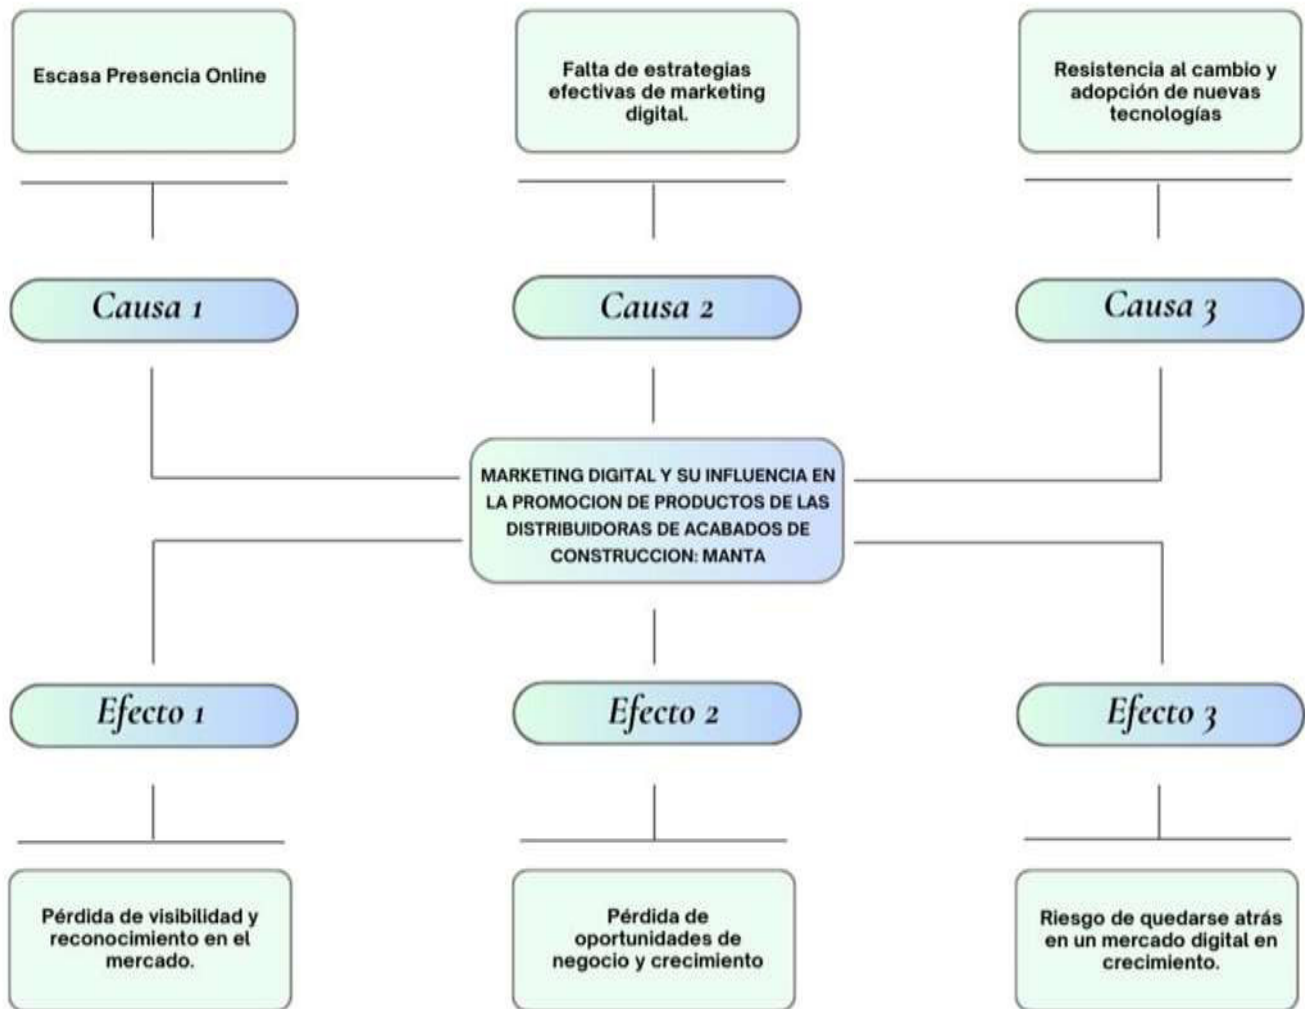 Escasa Presencia Online
Falta de estrategias
efectivas de marketing
digital.
Resistencia al cambio y
adopción de nuevas
tecnologías
Causa 1
Causa 2
Causa 3
MARKETING DIGITAL Y SU INFLUENCIA EN
LA PROMOCION DE PRODUCTOS DE LAS
DISTRIBUIDORAS DE ACABADOS DE
CONSTRUCCION: MANTA
Efecto 1
Efecto 2
Efecto 3
Pérdida de visibilidad y
reconocimiento en el
mercado.
Pérdida de
oportunidades de
negocio y crecimiento
Riesgo de quedarse atrás
en un mercado digital en
crecimiento.